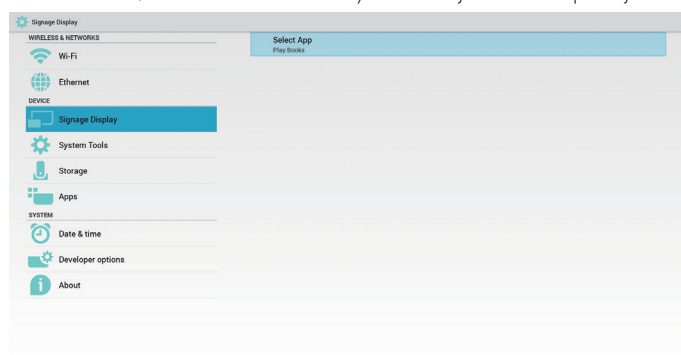 Signage Display
WIRELESS & NETWORKS
Wi-Fi
Ethernet
DEVICE
Signage Display
System Tools
Storage
Apps
SYSTEM
Date & time
Developer options
About
Select App
Play Books